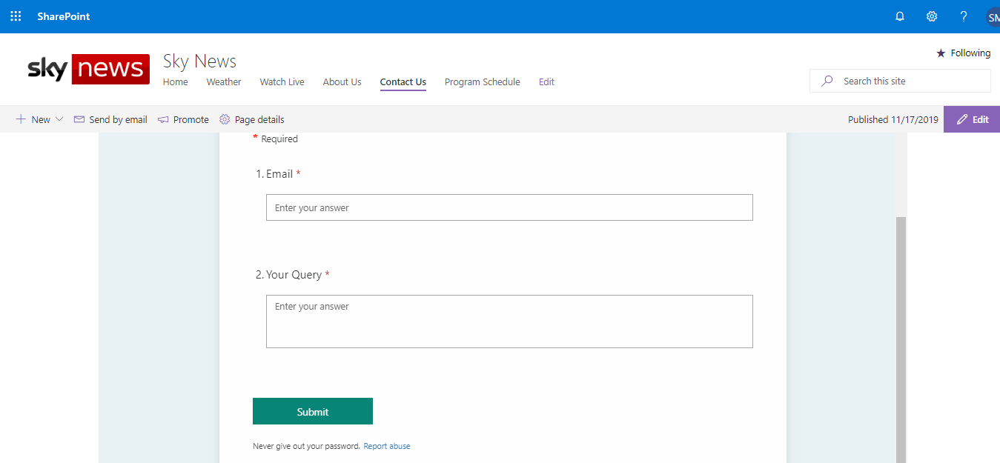 SharePoint
?
SM
Following
sky news
Sky News
Home Weather Watch Live About Us Contact Us Program Schedule Edit
Search this site
New Send by email Promote Page details Published 11/17/2019 Edit
* Required
1. Email *
Enter your answer
2. Your Query *
Enter your answer
Submit
Never give out your password. Report abuse